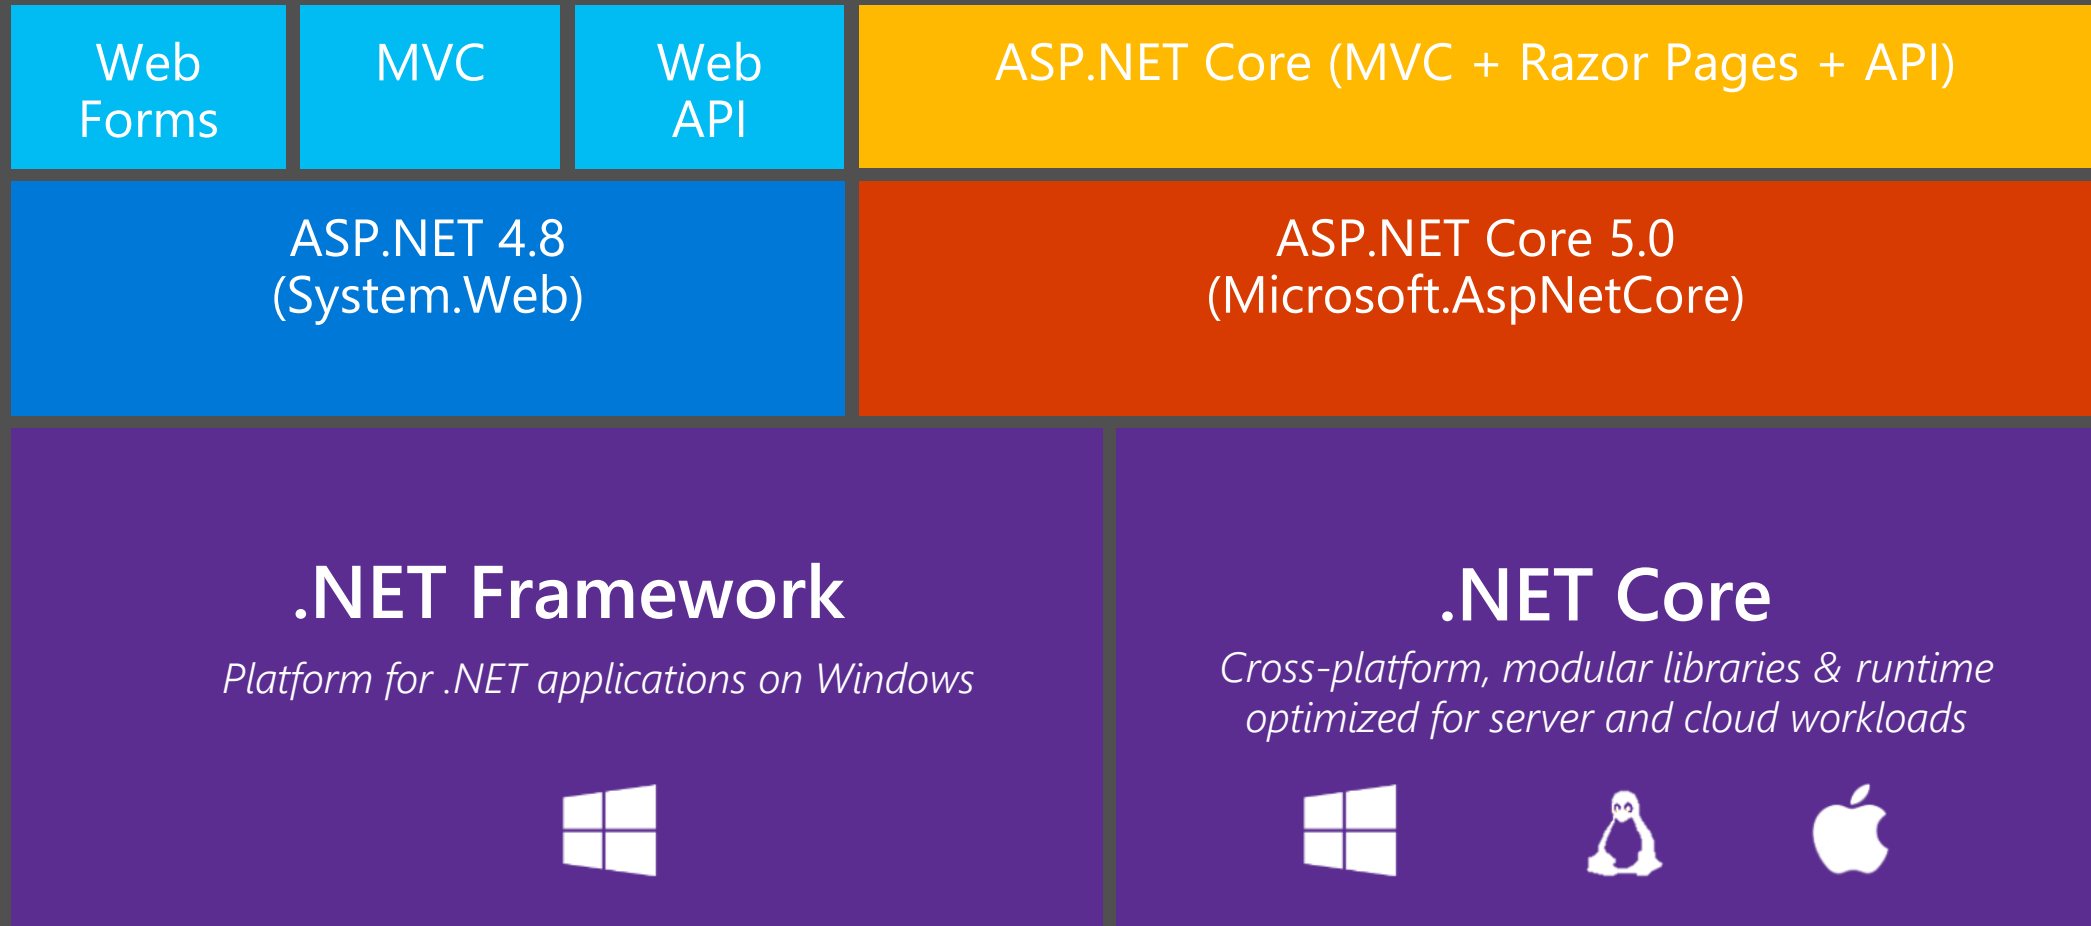 Web
Forms
MVC
Web
API
ASP.NET Core (MVC + Razor Pages + API)
ASP.NET 4.8
(System.Web)
ASP.NET Core 5.0
(Microsoft.AspNetCore)
.NET Framework
Platform for .NET applications on Windows
.NET Core
Cross-platform, modular libraries & runtime
optimized for server and cloud workloads